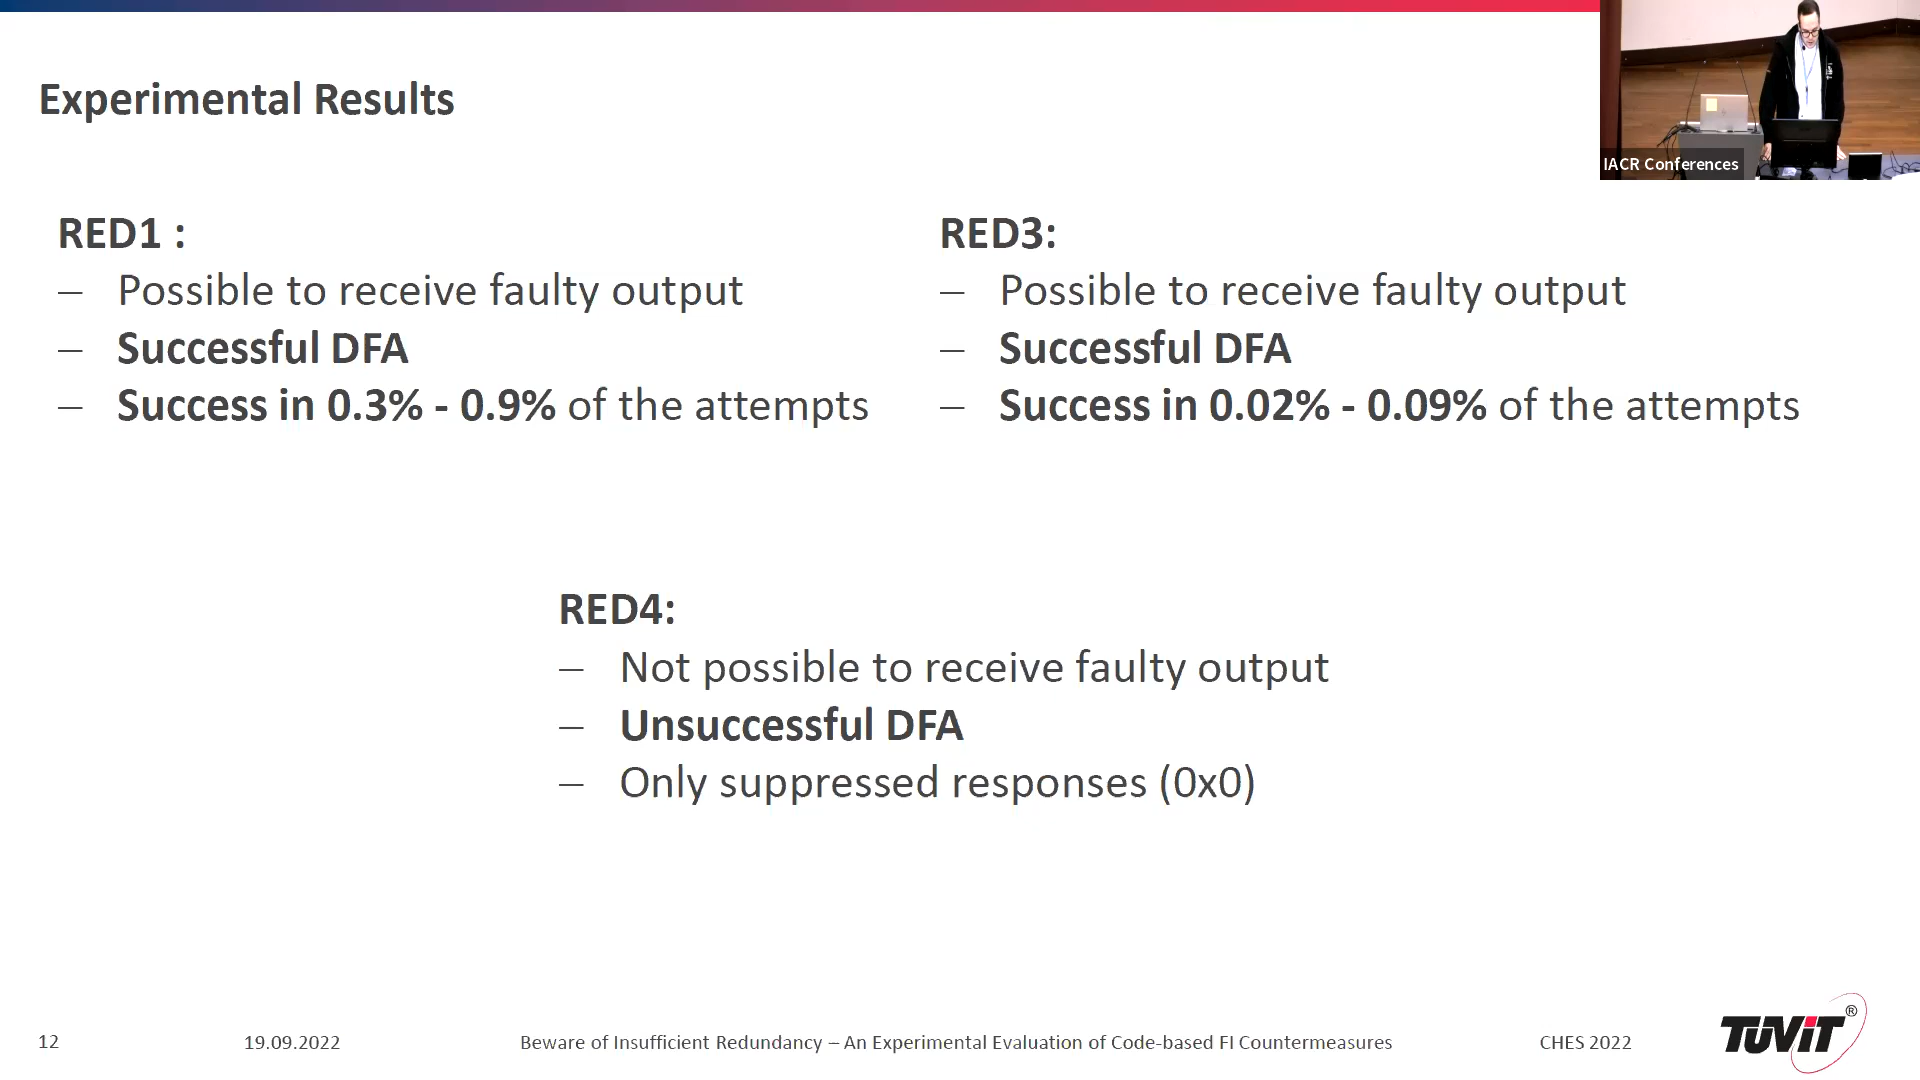 Experimental Results
IACR Conferences
RED1 :
– Possible to receive faulty output
– Successful DFA
– Success in 0.3% - 0.9% of the attempts
RED3:
– Possible to receive faulty output
– Successful DFA
– Success in 0.02% - 0.09% of the attempts
RED4:
– Not possible to receive faulty output
– Unsuccessful DFA
– Only suppressed responses (0x0)
12
19.09.2022
Beware of Insufficient Redundancy – An Experimental Evaluation of Code-based FI Countermeasures
CHES 2022
TÜViT®